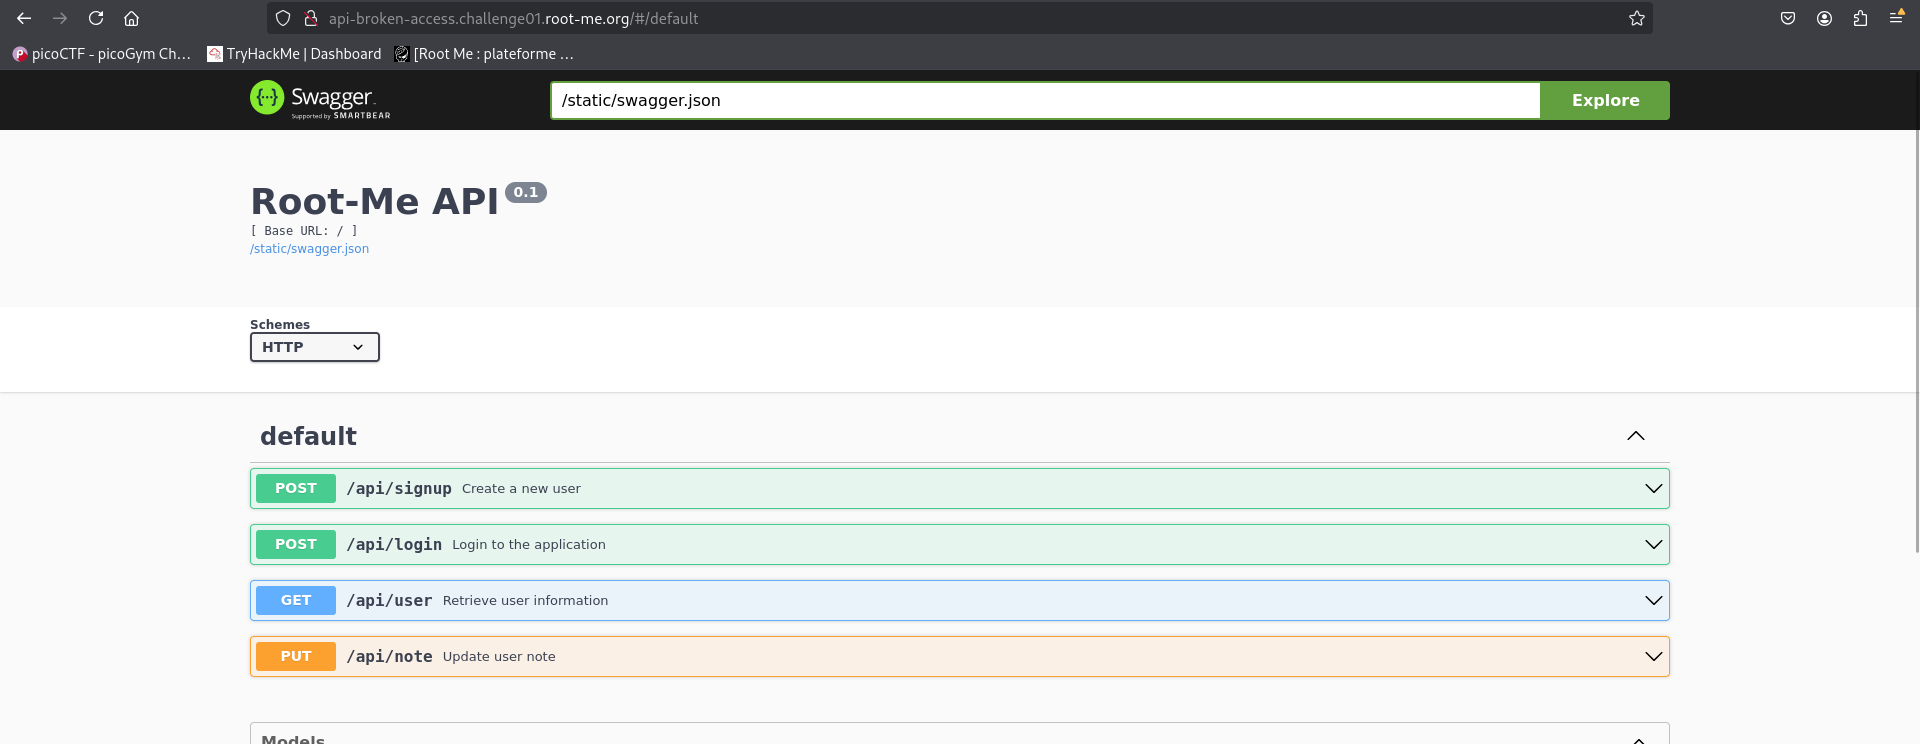 api-broken-access.challenge01.root-me.org/#/default
picoCTF - picoGym Ch... TryHackMe | Dashboard [Root Me : plateforme ...
Swagger
Supported by SMARTBEAR
/static/swagger.json
Explore
Root-Me API 0.1
[ Base URL: / ]
/static/swagger.json
Schemes
HTTP
default
POST /api/signup Create a new user
POST /api/login Login to the application
GET /api/user Retrieve user information
PUT /api/note Update user note
Models